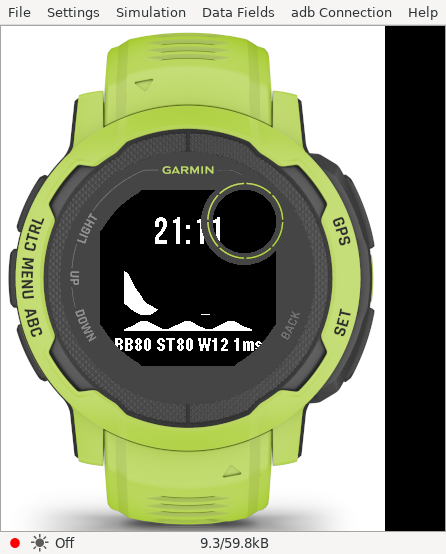 File Settings Simulation Data Fields adb Connection Help
GARMIN
LIGHT
CTRL
GPS
21:11
UP
MENU
DOWN
ABC
BACK
SET
BB80 ST80 W12 1ms
Off 9.3/59.8kB